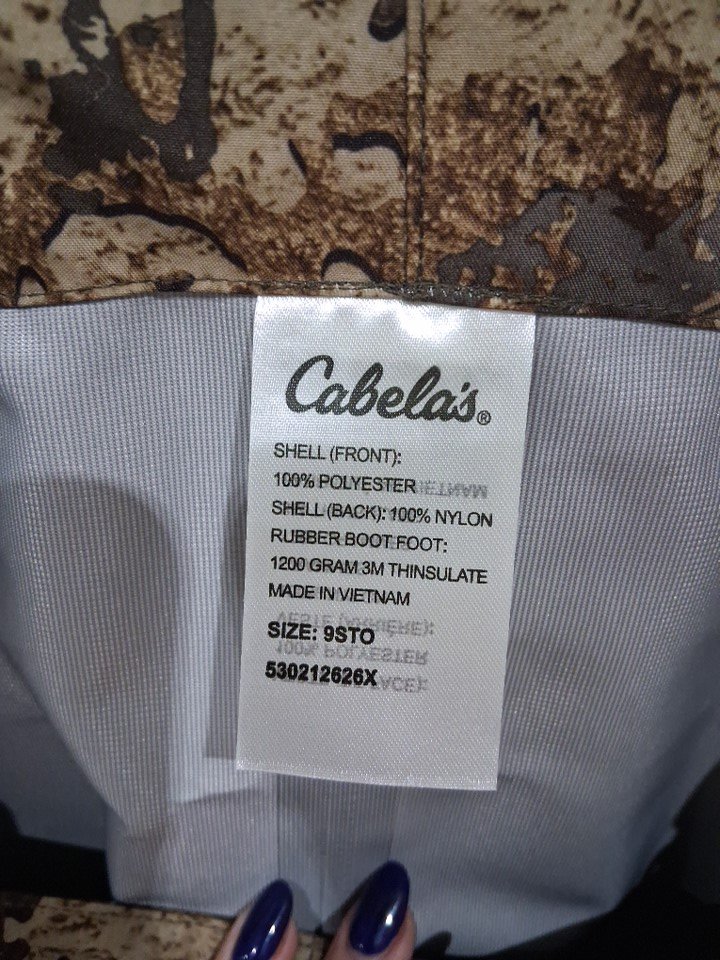 Cabela's®
SHELL (FRONT):
100% POLYESTER
SHELL (BACK): 100% NYLON
RUBBER BOOT FOOT:
1200 GRAM 3M THINSULATE
MADE IN VIETNAM
SIZE: 9STO
530212626X